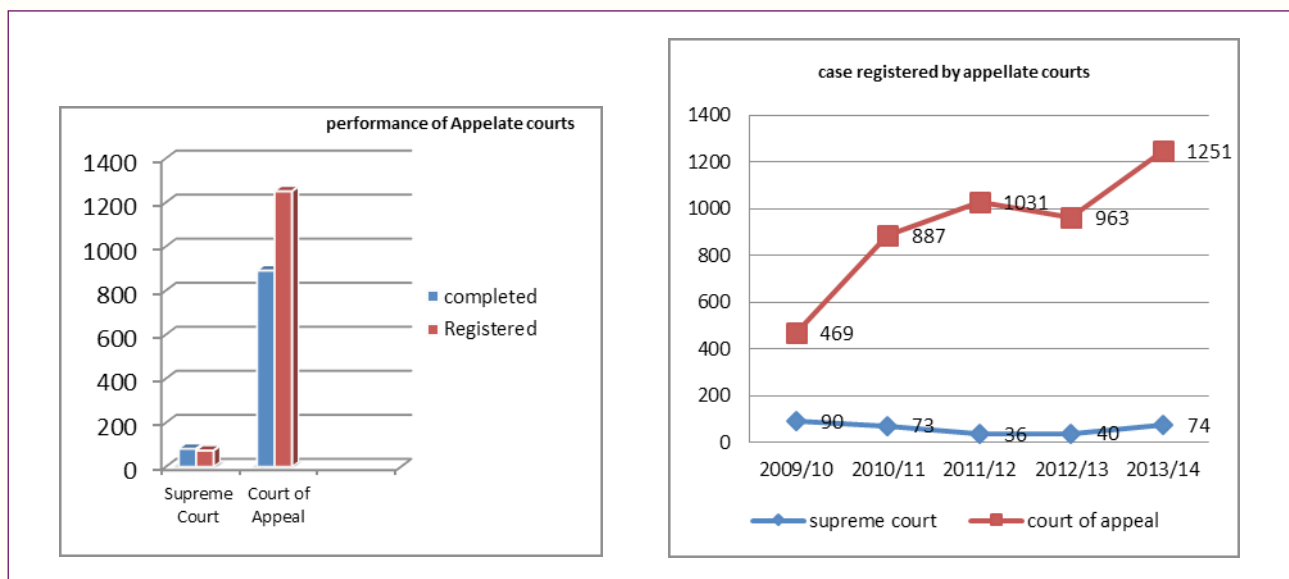 performance of Appelate courts
1400
1200
1000
800
600
400
200
0
Supreme
Court
Court of
Appeal
completed
Registered
case registered by appellate courts
1400
1200
1000
800
600
400
200
0
469
887
1031
963
1251
90
73
36
40
74
2009/10 2010/11 2011/12 2012/13 2013/14
supreme court court of appeal